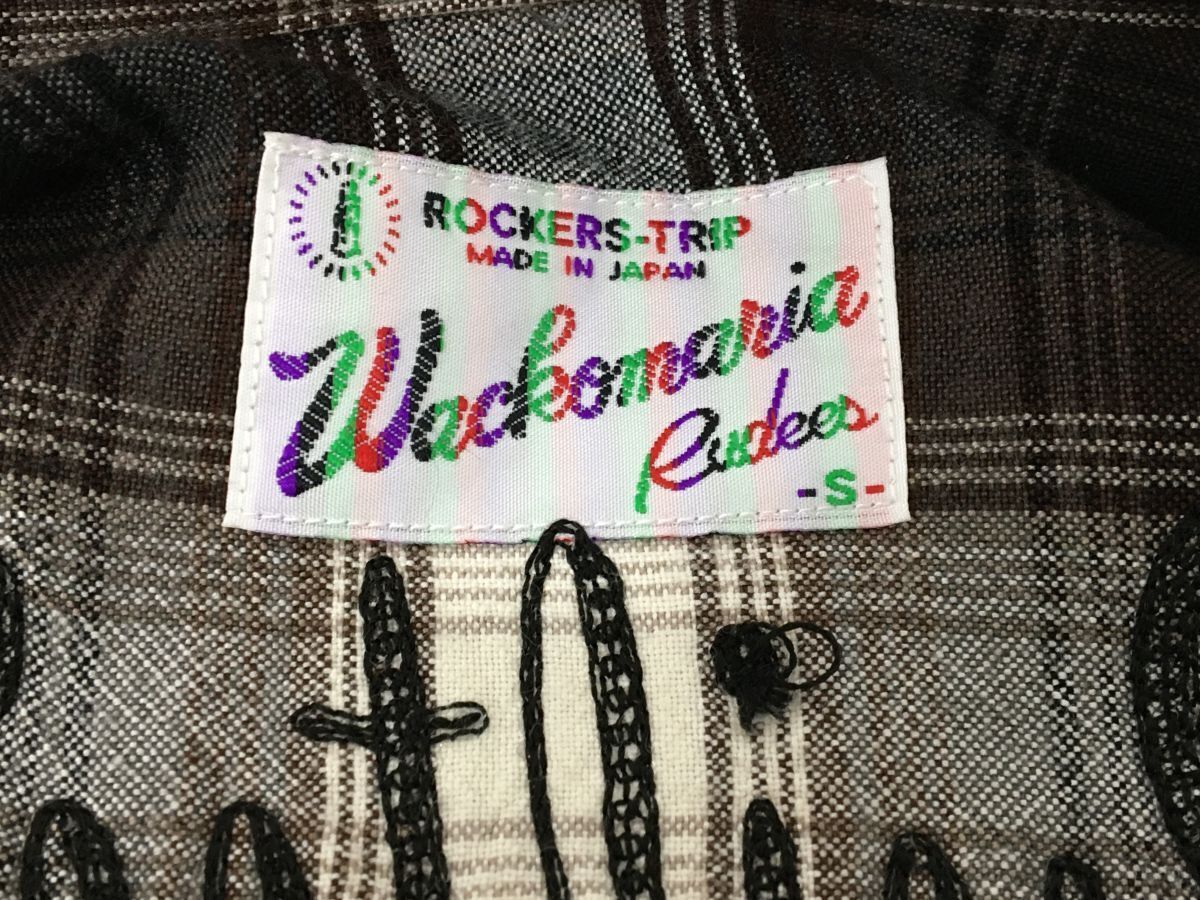 ROCKERS-TRIP
MADE IN JAPAN
Wackomaria
Rudees
-S-